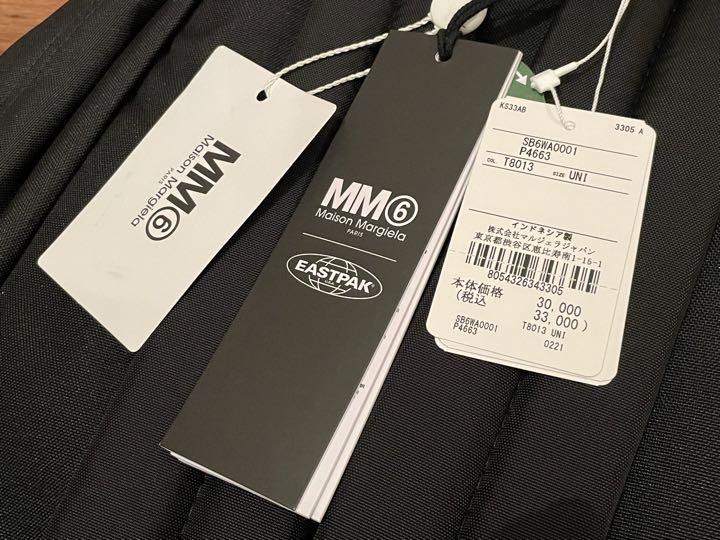 MM⑥
Maison Margiela
PARIS
MM⑥
Maison Margiela
PARIS
EASTPAK
USA
KS33AB 3305 A
SB6WA0001
P4663
COL. T8013 SIZE UNI
インドネシア製
株式会社マルジェラジャパン
東京都渋谷区恵比寿南1-15-1
8054326343305
本体価格 30,000
(税込 33,000)
SB6WA0001 T8013 UNI
P4663 0221